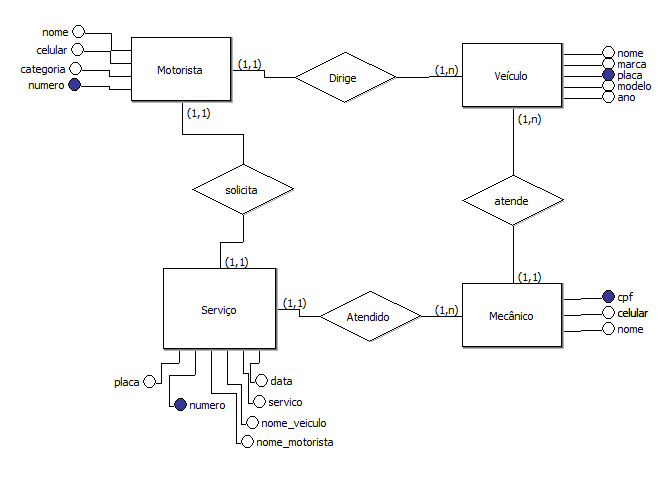 nome
celular
categoria
numero
Motorista
(1,1)
Dirige
(1,n)
Veículo
nome
marca
placa
modelo
ano
(1,1)
(1,n)
solicita
atende
(1,1)
(1,1)
Serviço
(1,1)
Atendido
(1,n)
Mecânico
cpf
celular
nome
placa
numero
data
servico
nome_veiculo
nome_motorista